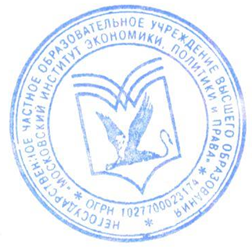 НЕГОСУДАРСТВЕННОЕ ЧАСТНОЕ ОБРАЗОВАТЕЛЬНОЕ УЧРЕЖДЕНИЕ ВЫСШЕГО ОБРАЗОВАНИЯ
«МОСКОВСКИЙ ИНСТИТУТ ЭКОНОМИКИ, ПОЛИТИКИ И ПРАВА»
* ОГРН 1027700023174 *